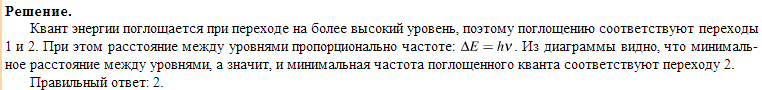 Решение.
Квант энергии поглощается при переходе на более высокий уровень, поэтому поглощению соответствуют переходы
1 и 2. При этом расстояние между уровнями пропорционально частоте: ΔE = hν. Из диаграммы видно, что минималь-
ное расстояние между уровнями, а значит, и минимальная частота поглощенного кванта соответствуют переходу 2.
Правильный ответ: 2.